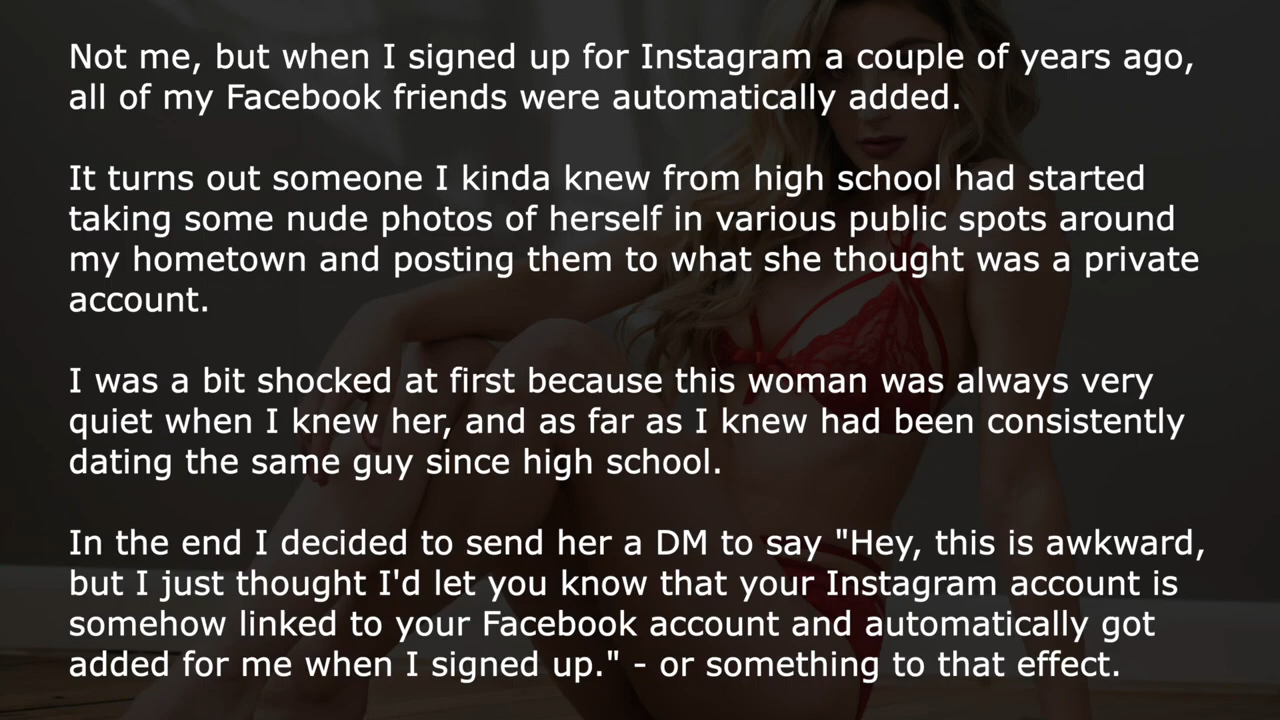 Not me, but when I signed up for Instagram a couple of years ago,
all of my Facebook friends were automatically added.
It turns out someone I kinda knew from high school had started
taking some nude photos of herself in various public spots around
my hometown and posting them to what she thought was a private
account.
I was a bit shocked at first because this woman was always very
quiet when I knew her, and as far as I knew had been consistently
dating the same guy since high school.
In the end I decided to send her a DM to say "Hey, this is awkward,
but I just thought I'd let you know that your Instagram account is
somehow linked to your Facebook account and automatically got
added for me when I signed up." - or something to that effect.